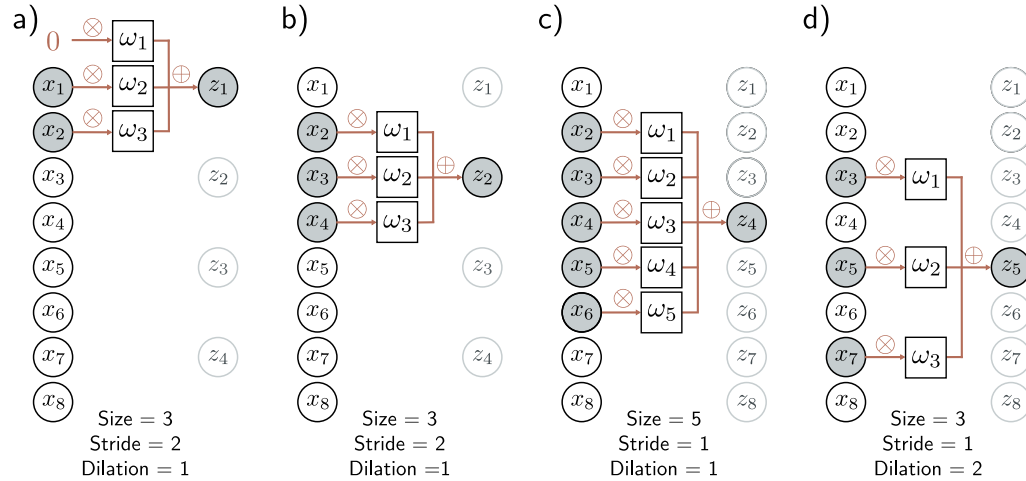 a)
0 ⊗ ω₁
x₁ ⊗ ω₂ ⊕ z₁
x₂ ⊗ ω₃
x₃ z₂
x₄
x₅ z₃
x₆
x₇ z₄
x₈
Size = 3
Stride = 2
Dilation = 1
b)
x₁ z₁
x₂ ⊗ ω₁
x₃ ⊗ ω₂ ⊕ z₂
x₄ ⊗ ω₃
x₅ z₃
x₆
x₇ z₄
x₈
Size = 3
Stride = 2
Dilation =1
c)
x₁ z₁
x₂ ⊗ ω₁ z₂
x₃ ⊗ ω₂ z₃
x₄ ⊗ ω₃ ⊕ z₄
x₅ ⊗ ω₄ z₅
x₆ ⊗ ω₅ z₆
x₇ z₇
x₈ z₈
Size = 5
Stride = 1
Dilation = 1
d)
x₁ z₁
x₂ z₂
x₃ ⊗ ω₁ z₃
x₄ z₄
x₅ ⊗ ω₂ ⊕ z₅
x₆ z₆
x₇ ⊗ ω₃ z₇
x₈ z₈
Size = 3
Stride = 1
Dilation = 2